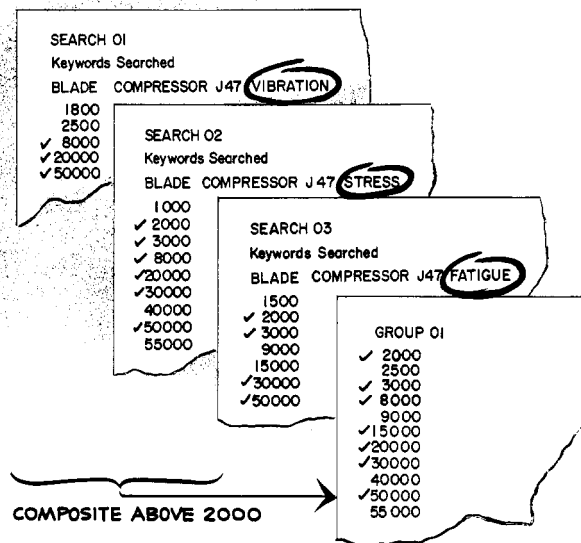 SEARCH 01
Keywords Searched
BLADE COMPRESSOR J47 VIBRATION
1800
2500
✓ 8000
✓ 20000
✓ 50000
SEARCH 02
Keywords Searched
BLADE COMPRESSOR J47 STRESS
1000
✓ 2000
✓ 3000
✓ 8000
✓ 20000
✓ 30000
40000
✓ 50000
55000
SEARCH 03
Keywords Searched
BLADE COMPRESSOR J47 FATIGUE
1500
✓ 2000
✓ 3000
9000
15000
✓ 30000
✓ 50000
GROUP 01
✓ 2000
2500
✓ 3000
✓ 8000
9000
✓ 15000
✓ 20000
✓ 30000
40000
✓ 50000
55000
COMPOSITE ABOVE 2000